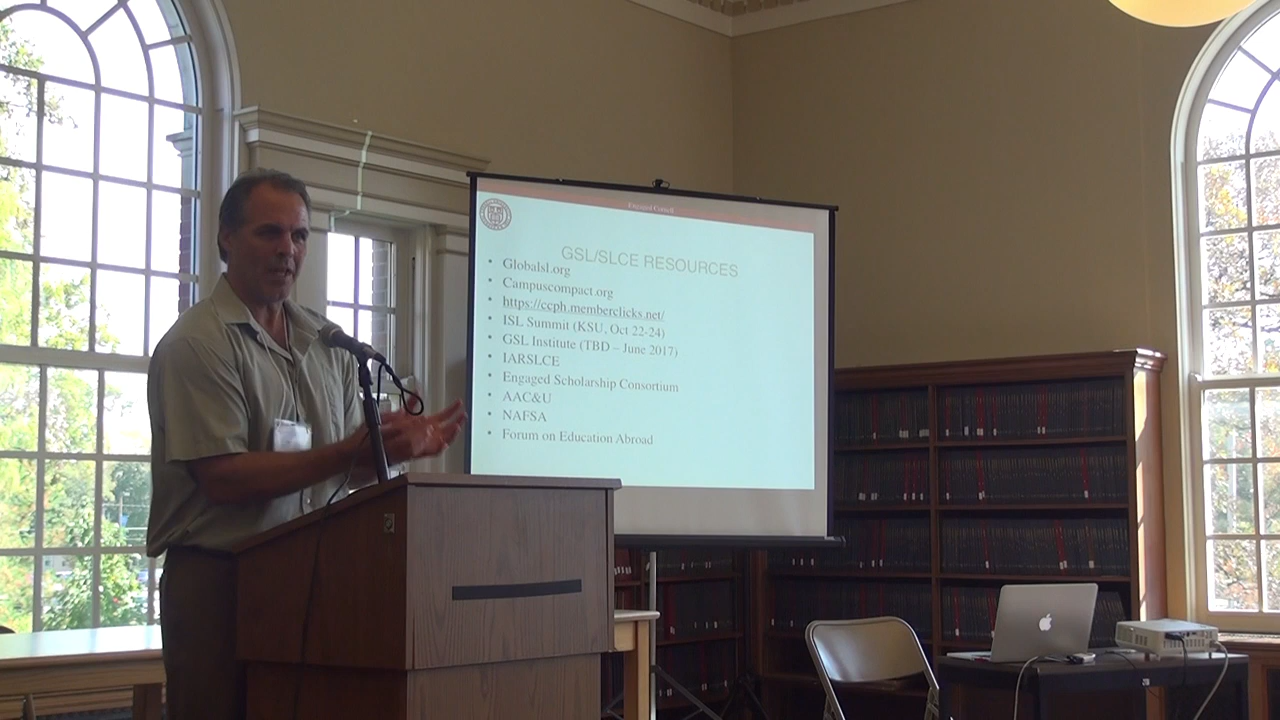 Engaged Cornell
GSL/SLCE RESOURCES
• Globalsl.org
• Campuscompact.org
• https://ccph.memberclicks.net/
• ISL Summit (KSU, Oct 22-24)
• GSL Institute (TBD – June 2017)
• IARSLCE
• Engaged Scholarship Consortium
• AAC&U
• NAFSA
• Forum on Education Abroad